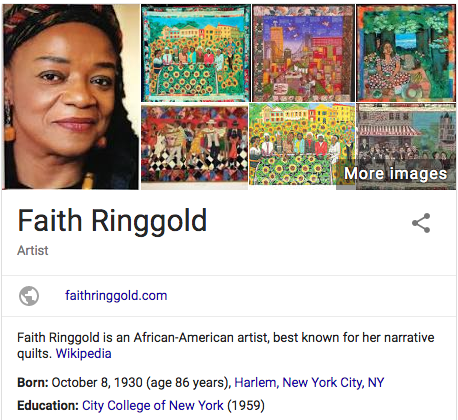 More images
Faith Ringgold
Artist
faithringgold.com
Faith Ringgold is an African-American artist, best known for her narrative
quilts. Wikipedia
Born: October 8, 1930 (age 86 years), Harlem, New York City, NY
Education: City College of New York (1959)